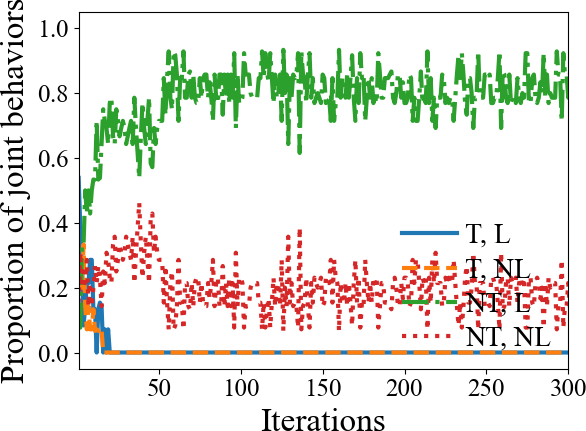 Proportion of joint behaviors
1.0
0.8
0.6
0.4
0.2
0.0
T, L
T, NL
NT, L
NT, NL
50
100
150
200
250
300
Iterations